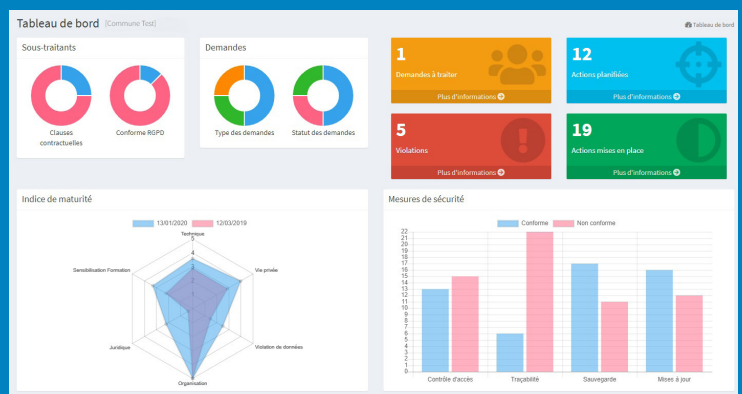 Tableau de bord [Commune Test]
Tableau de bord
Sous-traitants
Clauses
contractuelles
Conforme RGPD
Demandes
Type des demandes
Statut des demandes
1
Demandes à traiter
Plus d'informations
12
Actions planifiées
Plus d'informations
5
Violations
Plus d'informations
19
Actions mises en place
Plus d'informations
Indice de maturité
13/01/2020
12/03/2019
Technique
5
4
3
Vie privée
Violation de données
Organisation
Juridique
Sensibilisation Formation
Mesures de sécurité
Conforme
Non conforme
22
20
19
18
17
16
15
14
13
12
11
10
9
8
7
6
5
4
3
2
1
0
Contrôle d'accès
Traçabilité
Sauvegarde
Mises à jour